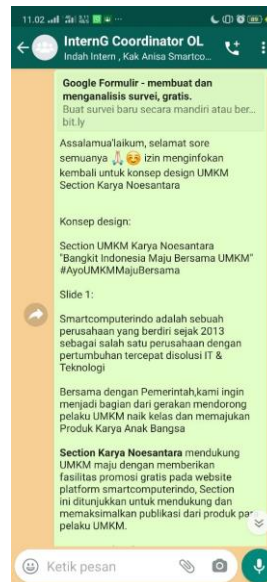 11.02
InternG Coordinator OL
Indah Intern , Kak Anisa Smartco...
Google Formulir - membuat dan
menganalisis survei, gratis.
Buat survei baru secara mandiri atau ber...
bit.ly
Assalamua'laikum, selamat sore
semuanya 🙏😊 izin menginfokan
kembali untuk konsep design UMKM
Section Karya Noesantara
Konsep design:
Section UMKM Karya Noesantara
"Bangkit Indonesia Maju Bersama UMKM"
#AyoUMKMMajuBersama
Slide 1:
Smartcomputerindo adalah sebuah
perusahaan yang berdiri sejak 2013
sebagai salah satu perusahaan dengan
pertumbuhan tercepat disolusi IT &
Teknologi
Bersama dengan Pemerintah,kami ingin
menjadi bagian dari gerakan mendorong
pelaku UMKM naik kelas dan memajukan
Produk Karya Anak Bangsa
Section Karya Noesantara mendukung
UMKM maju dengan memberikan
fasilitas promosi gratis pada website
platform smartcomputerindo, Section
ini ditunjukkan untuk mendukung dan
memaksimalkan publikasi dari produk para
pelaku UMKM.
Ketik pesan